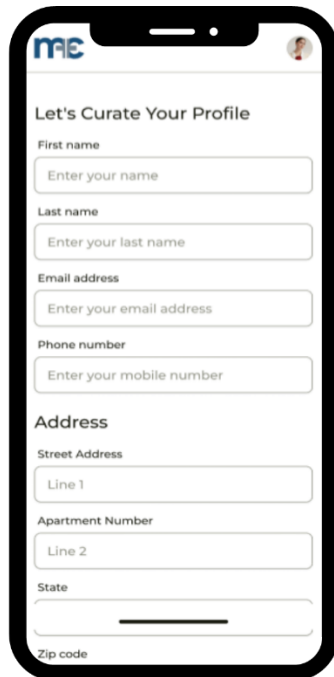 Let's Curate Your Profile
First name
Enter your name
Last name
Enter your last name
Email address
Enter your email address
Phone number
Enter your mobile number
Address
Street Address
Line 1
Apartment Number
Line 2
State
Zip code